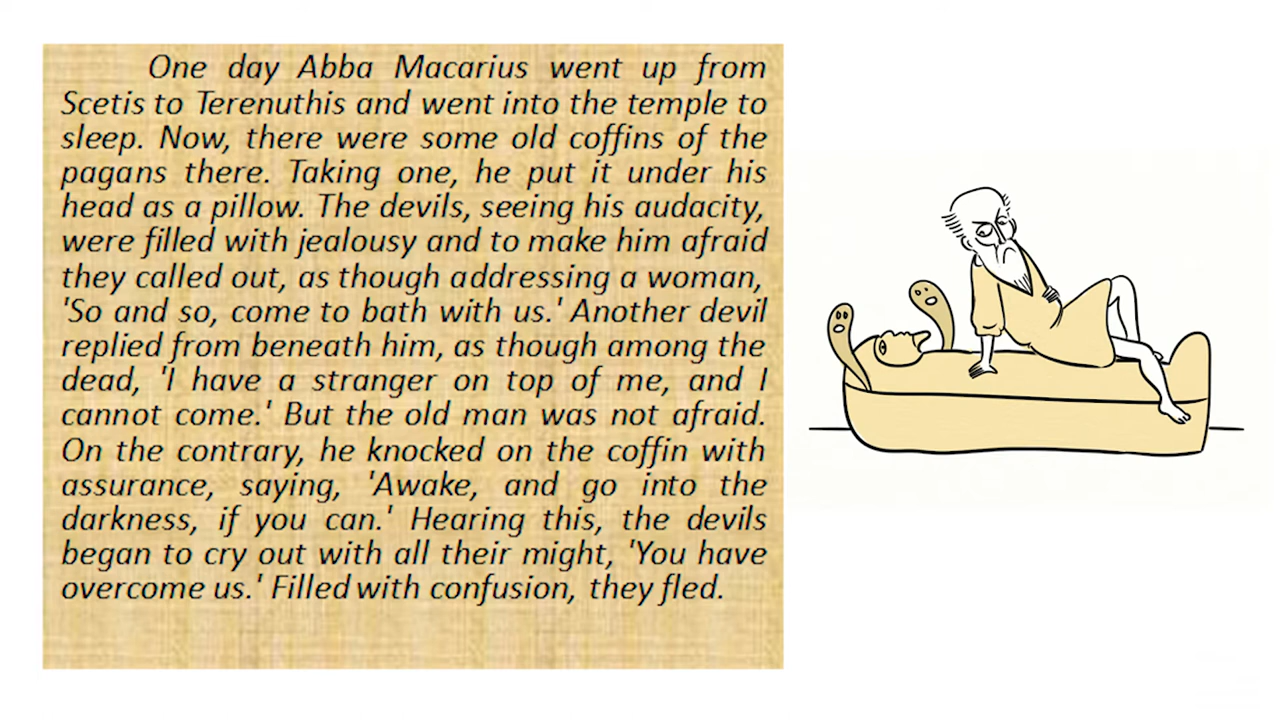 One day Abba Macarius went up from
Scetis to Terenuthis and went into the temple to
sleep. Now, there were some old coffins of the
pagans there. Taking one, he put it under his
head as a pillow. The devils, seeing his audacity,
were filled with jealousy and to make him afraid
they called out, as though addressing a woman,
'So and so, come to bath with us.' Another devil
replied from beneath him, as though among the
dead, 'I have a stranger on top of me, and I
cannot come.' But the old man was not afraid.
On the contrary, he knocked on the coffin with
assurance, saying, 'Awake, and go into the
darkness, if you can.' Hearing this, the devils
began to cry out with all their might, 'You have
overcome us.' Filled with confusion, they fled.